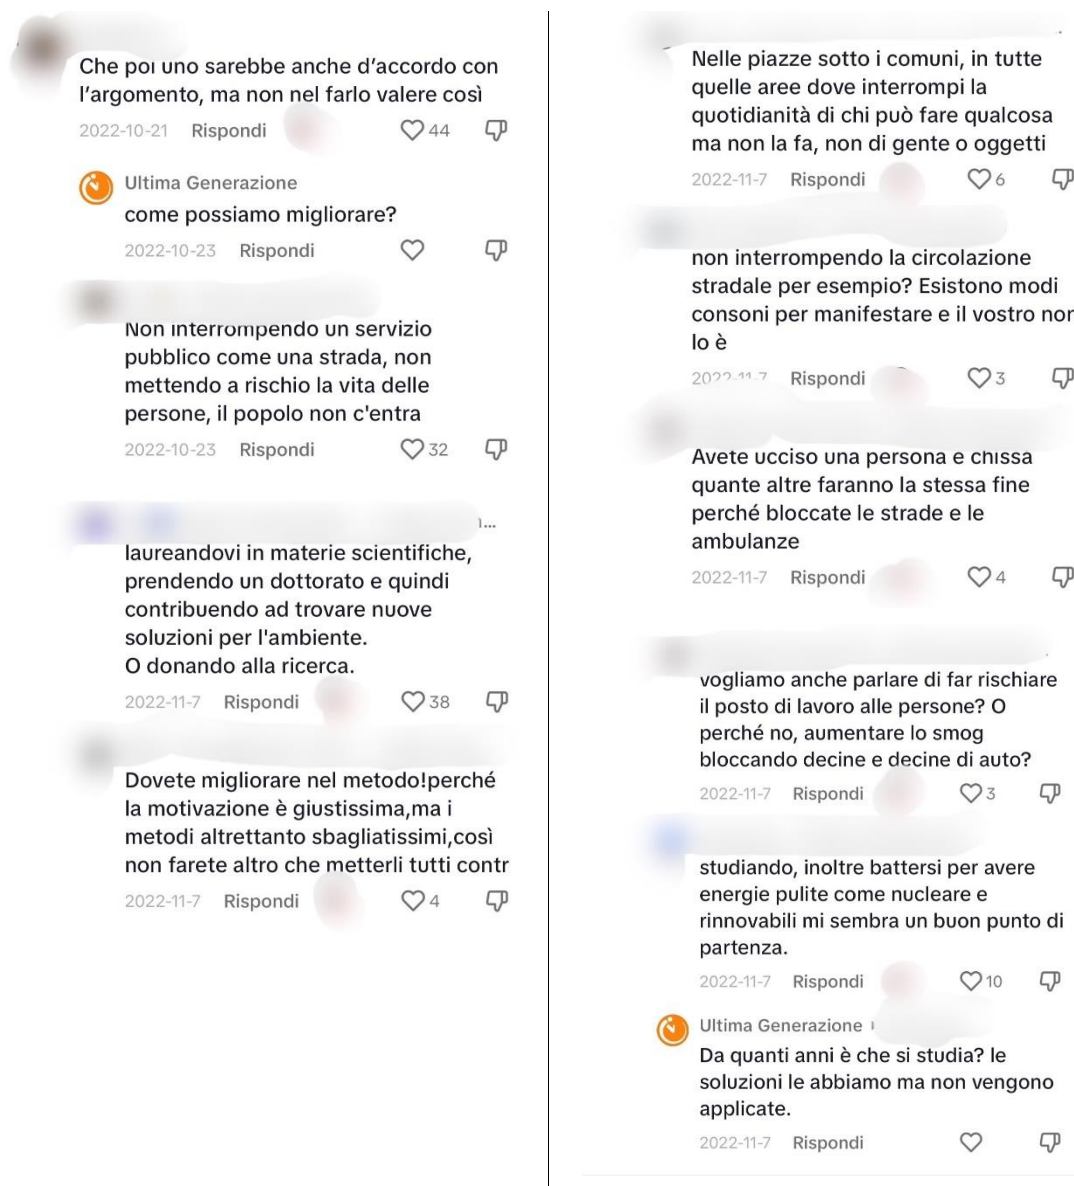 Che poi uno sarebbe anche d'accordo con
l'argomento, ma non nel farlo valere così
2022-10-21 Rispondi 44
Ultima Generazione
come possiamo migliorare?
2022-10-23 Rispondi
Non interrompendo un servizio
pubblico come una strada, non
mettendo a rischio la vita delle
persone, il popolo non c'entra
2022-10-23 Rispondi 32
...
laureandovi in materie scientifiche,
prendendo un dottorato e quindi
contribuendo ad trovare nuove
soluzioni per l'ambiente.
O donando alla ricerca.
2022-11-7 Rispondi 38
Dovete migliorare nel metodo!perché
la motivazione è giustissima,ma i
metodi altrettanto sbagliatissimi,così
non farete altro che metterli tutti contr
2022-11-7 Rispondi 4
Nelle piazze sotto i comuni, in tutte
quelle aree dove interrompi la
quotidianità di chi può fare qualcosa
ma non la fa, non di gente o oggetti
2022-11-7 Rispondi 6
non interrompendo la circolazione
stradale per esempio? Esistono modi
consoni per manifestare e il vostro non
lo è
2022-11-7 Rispondi 3
Avete ucciso una persona e chissa
quante altre faranno la stessa fine
perché bloccate le strade e le
ambulanze
2022-11-7 Rispondi 4
vogliamo anche parlare di far rischiare
il posto di lavoro alle persone? O
perché no, aumentare lo smog
bloccando decine e decine di auto?
2022-11-7 Rispondi 3
studiando, inoltre battersi per avere
energie pulite come nucleare e
rinnovabili mi sembra un buon punto di
partenza.
2022-11-7 Rispondi 10
Ultima Generazione
Da quanti anni è che si studia? le
soluzioni le abbiamo ma non vengono
applicate.
2022-11-7 Rispondi